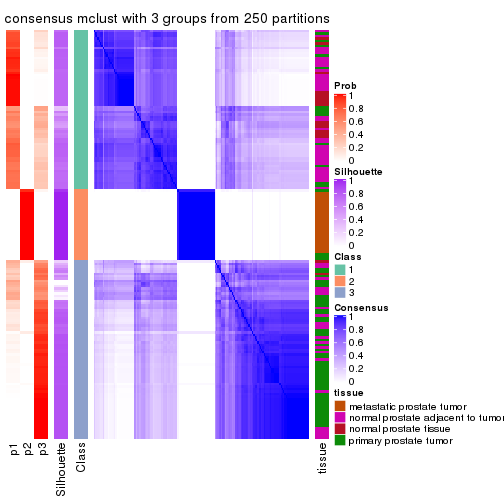 consensus mclust with 3 groups from 250 partitions
Prob
1
0.8
0.6
0.4
0.2
0
Silhouette
1
0.8
0.6
0.4
0.2
0
Class
1
2
3
Consensus
1
0.8
0.6
0.4
0.2
0
tissue
metastatic prostate tumor
normal prostate adjacent to tumor
normal prostate tissue
primary prostate tumor
p1
p2
p3
Silhouette
Class
tissue